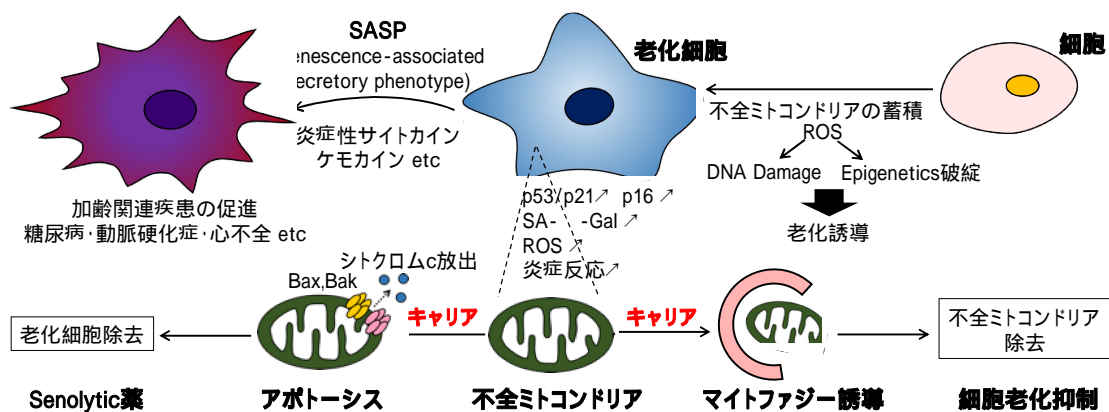 SASP
enescence-associated
ecretory phenotype)
炎症性サイトカイン
ケモカイン etc
老化細胞
細胞
不全ミトコンドリアの蓄積
ROS
DNA Damage
Epigenetics破綻
老化誘導
加齢関連疾患の促進
糖尿病・動脈硬化症・心不全 etc
p53/p21↗ p16↗
SA- -Gal↗
ROS↗
炎症反応↗
シトクロムc放出
Bax,Bak
キャリア
キャリア
老化細胞除去
不全ミトコンドリア
除去
Senolytic薬
アポトーシス
不全ミトコンドリア
マイトファジー誘導
細胞老化抑制